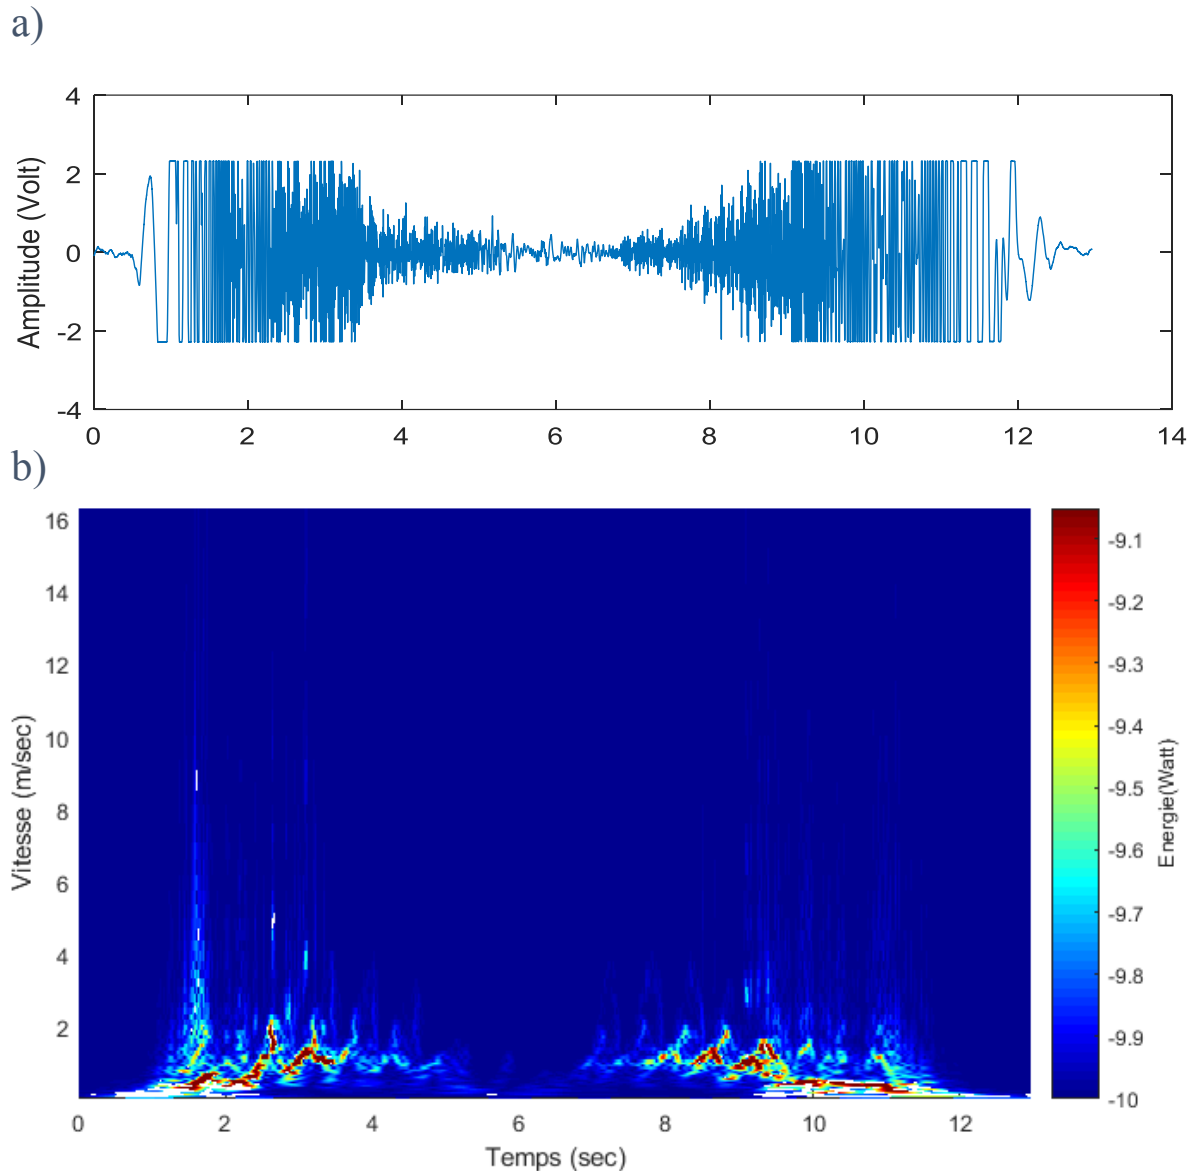 a)
4
2
0
-2
-4
Amplitude (Volt)
0 2 4 6 8 10 12 14
b)
16
14
12
10
8
6
4
2
Vitesse (m/sec)
0 2 4 6 8 10 12
Temps (sec)
-9.1
-9.2
-9.3
-9.4
-9.5
-9.6
-9.7
-9.8
-9.9
-10
Energie(Watt)